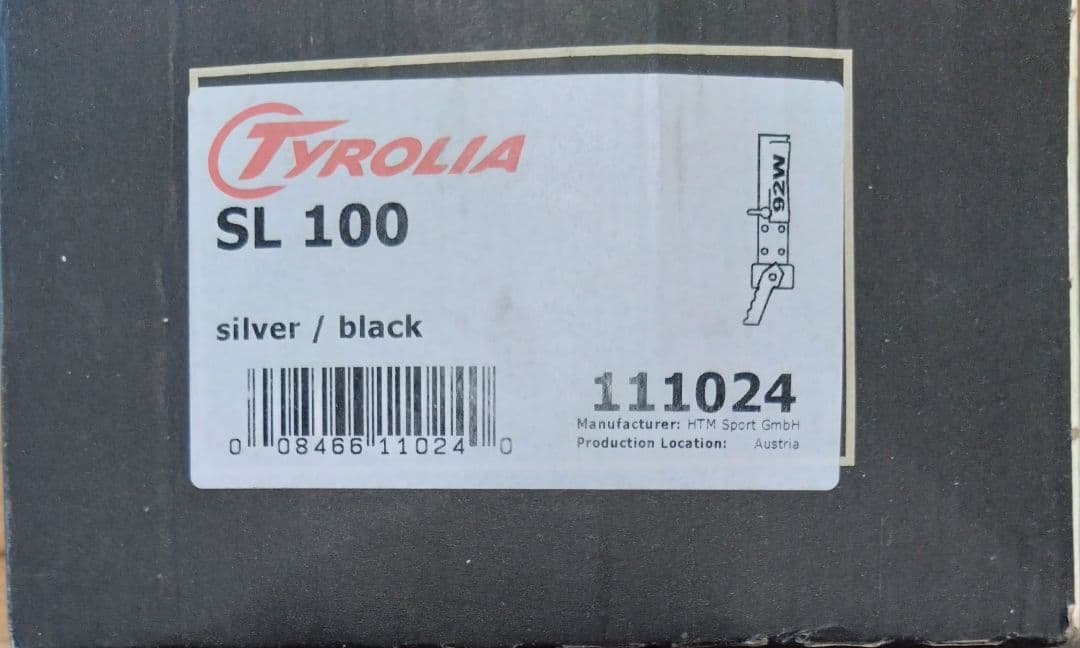 TYROLIA
SL 100
92W
silver / black
0 08466 11024 0
111024
Manufacturer: HTM Sport GmbH
Production Location: Austria